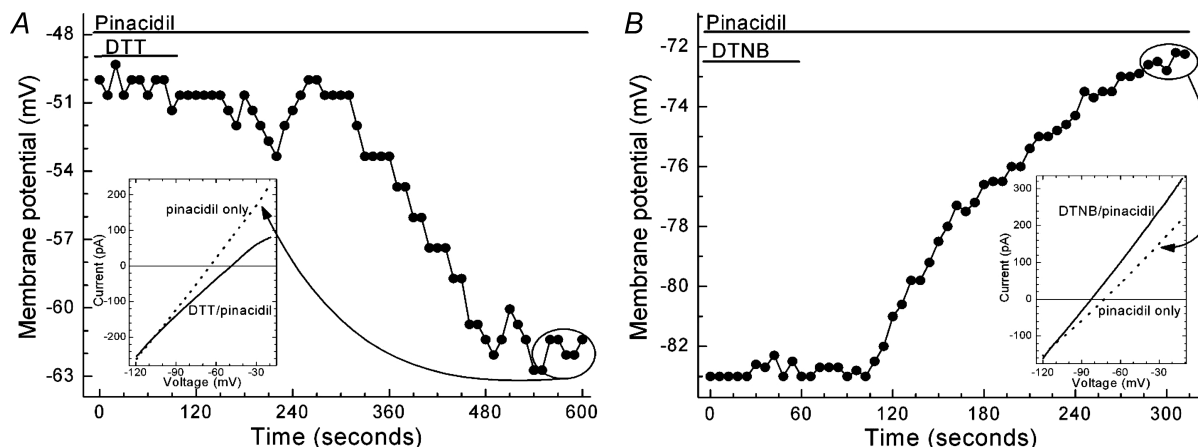 A
Pinacidil
DTT
-48
-51
-54
-57
-60
-63
Membrane potential (mV)
0
120
240
360
480
600
Time (seconds)
200
100
0
-100
-200
Current (pA)
pinacidil only
DTT/pinacidil
-120
-90
-60
-30
Voltage (mV)
B
Pinacidil
DTNB
-72
-74
-76
-78
-80
-82
Membrane potential (mV)
0
60
120
180
240
300
Time (seconds)
300
200
100
0
-100
Current (pA)
DTNB/pinacidil
pinacidil only
-120
-90
-60
-30
Voltage (mV)